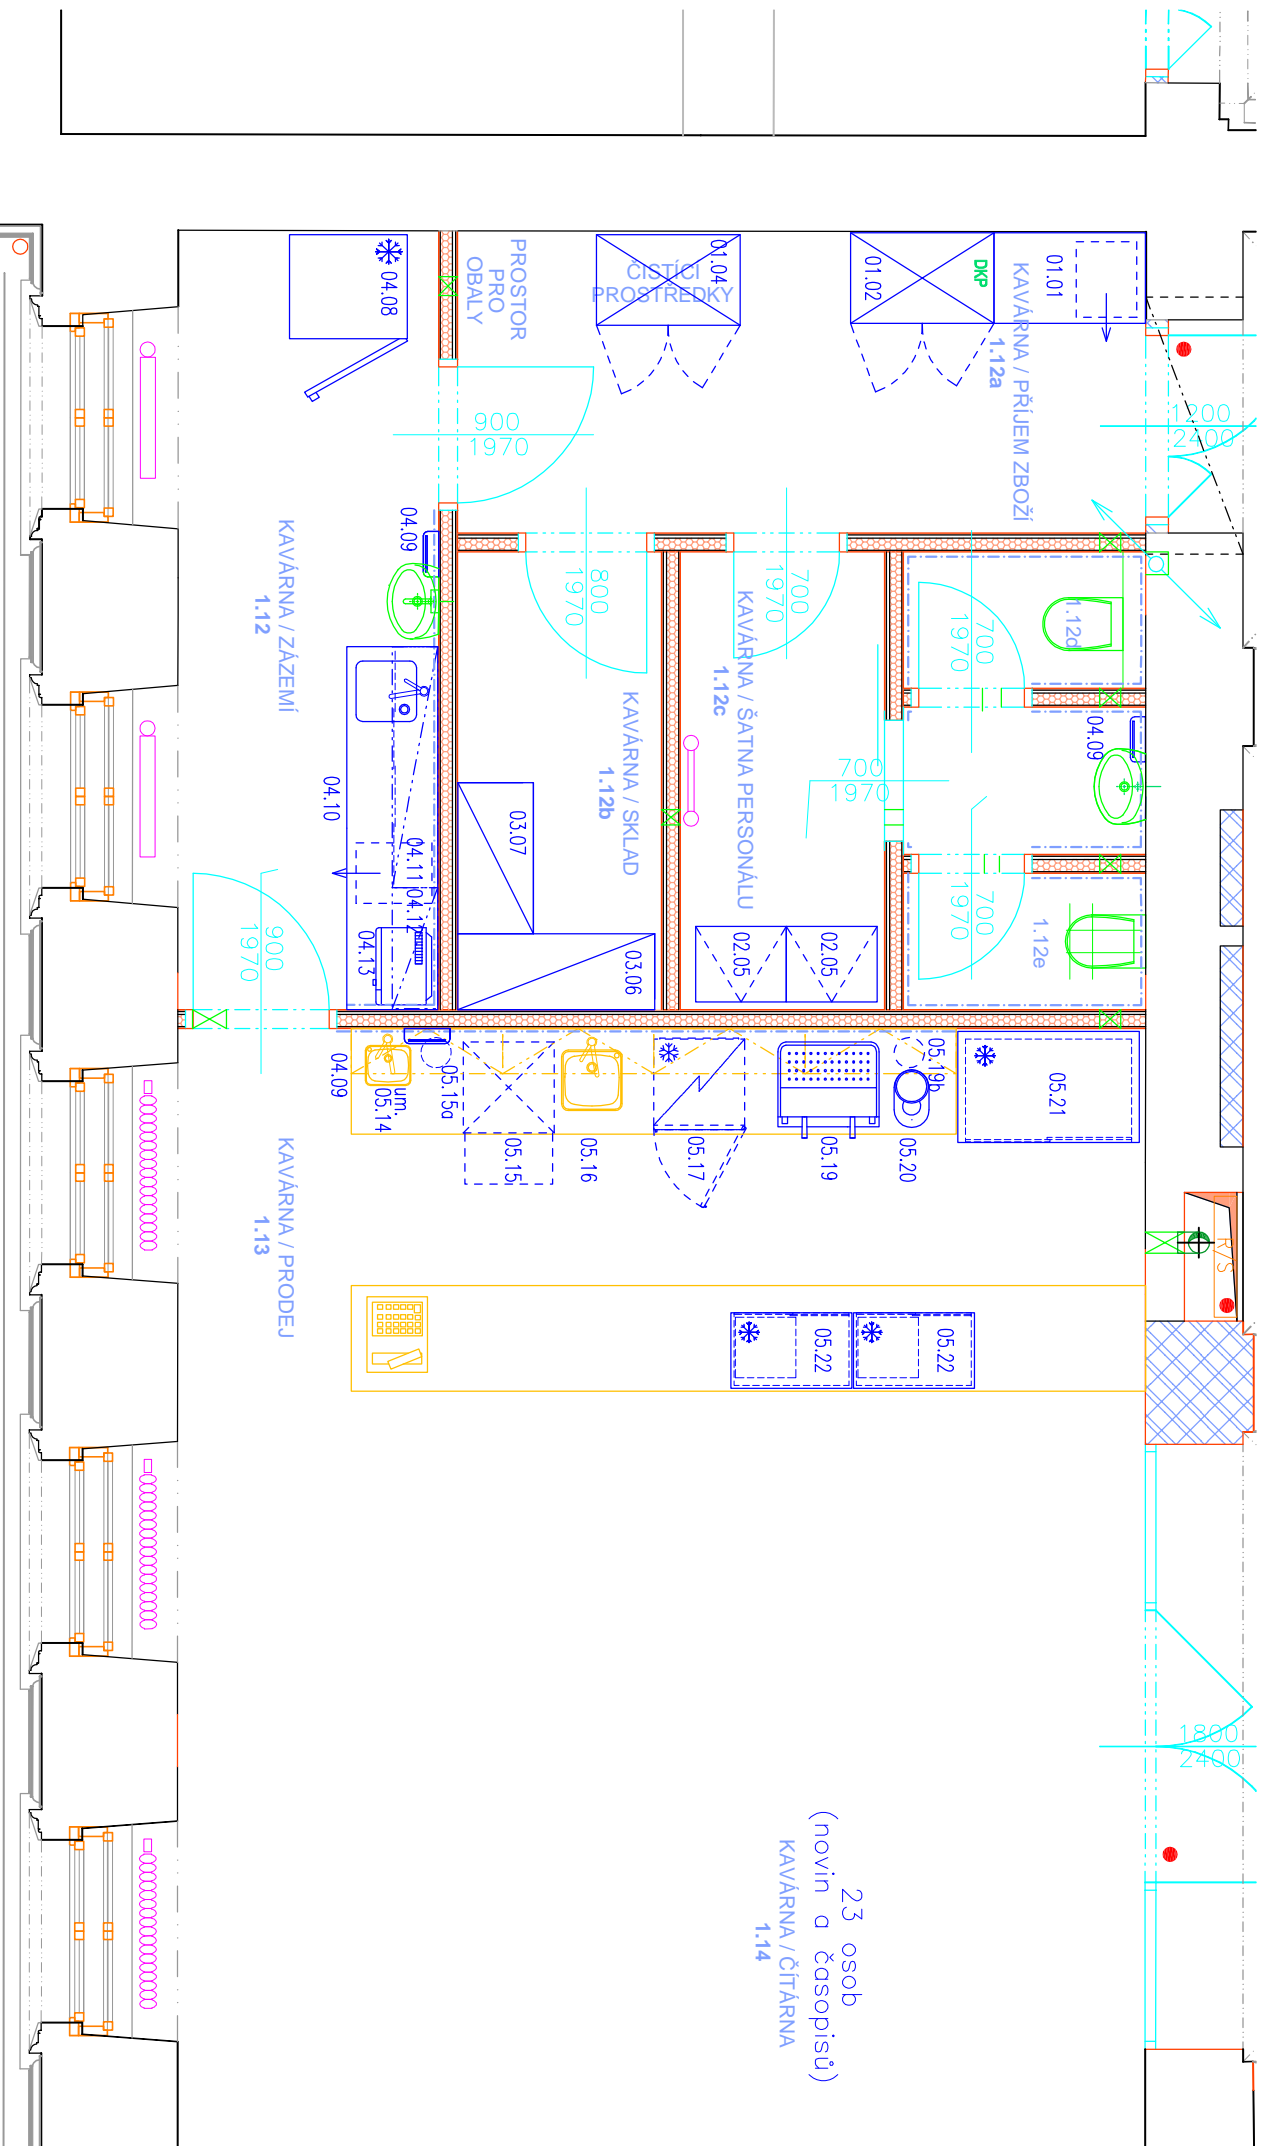 PROSTOR
PRO
OBALY
ČISTÍCÍ
PROSTŘEDKY
01.04
01.02
DKP
01.01
KAVÁRNA / PŘÍJEM ZBOŽÍ
1.12a
04.08
900
1970
1200
2400
04.09
KAVÁRNA / ZÁZEMÍ
1.12
800
1970
700
1970
700
1970
1.12d
KAVÁRNA / SKLAD
1.12b
KAVÁRNA / ŠATNA PERSONÁLU
1.12c
04.09
700
1970
04.10
04.11
04.13
03.07
03.06
02.05
02.05
700
1970
1.12e
900
1970
04.09
um.
05.14
05.15a
05.15
05.16
05.17
05.19
05.19b
05.20
05.21
KAVÁRNA / PRODEJ
1.13
R/S
05.22
05.22
1800
2400
23 osob
(novin a časopisů)
KAVÁRNA / ČÍTÁRNA
1.14